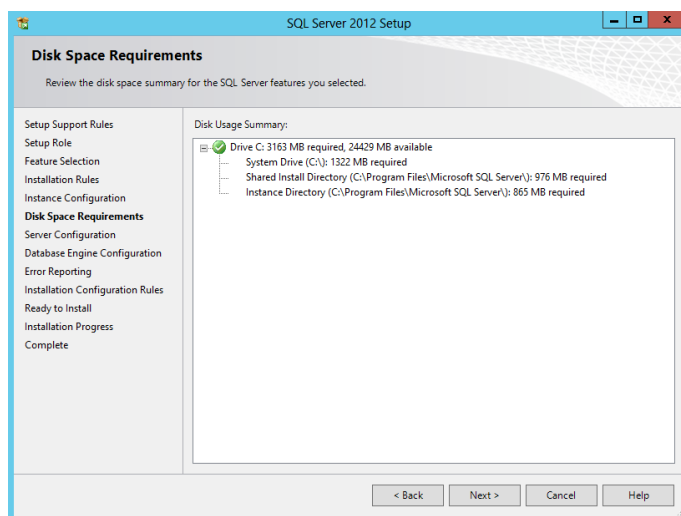 SQL Server 2012 Setup
Disk Space Requirements
Review the disk space summary for the SQL Server features you selected.
Setup Support Rules
Setup Role
Feature Selection
Installation Rules
Instance Configuration
Disk Space Requirements
Server Configuration
Database Engine Configuration
Error Reporting
Installation Configuration Rules
Ready to Install
Installation Progress
Complete
Disk Usage Summary:
Drive C: 3163 MB required, 24429 MB available
System Drive (C:\): 1322 MB required
Shared Install Directory (C:\Program Files\Microsoft SQL Server\): 976 MB required
Instance Directory (C:\Program Files\Microsoft SQL Server\): 865 MB required
< Back
Next >
Cancel
Help